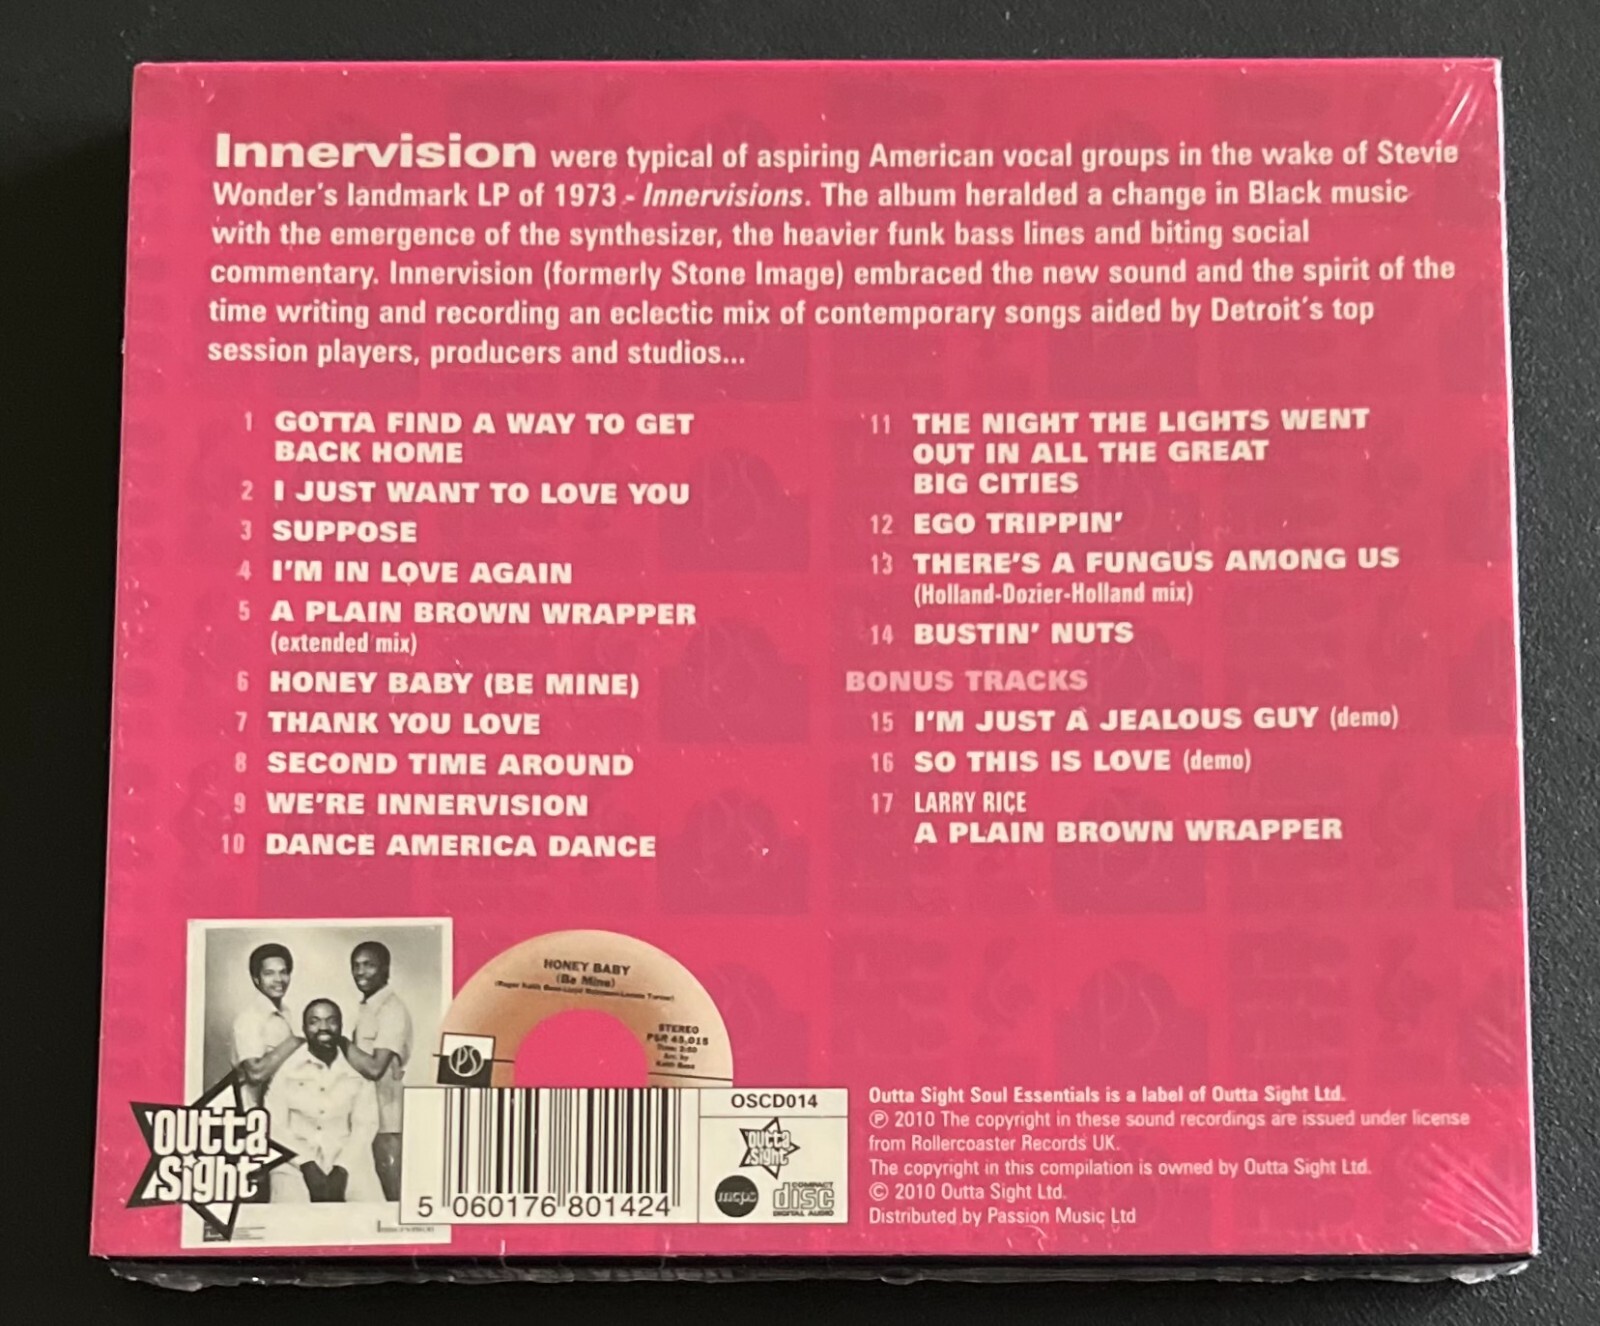 Innervision were typical of aspiring American vocal groups in the wake of Stevie
Wonder's landmark LP of 1973 - Innervisions. The album heralded a change in Black music
with the emergence of the synthesizer, the heavier funk bass lines and biting social
commentary. Innervision (formerly Stone Image) embraced the new sound and the spirit of the
time writing and recording an eclectic mix of contemporary songs aided by Detroit's top
session players, producers and studios...
1 GOTTA FIND A WAY TO GET
BACK HOME
2 I JUST WANT TO LOVE YOU
3 SUPPOSE
4 I'M IN LOVE AGAIN
5 A PLAIN BROWN WRAPPER
(extended mix)
6 HONEY BABY (BE MINE)
7 THANK YOU LOVE
8 SECOND TIME AROUND
9 WE'RE INNERVISION
10 DANCE AMERICA DANCE
11 THE NIGHT THE LIGHTS WENT
OUT IN ALL THE GREAT
BIG CITIES
12 EGO TRIPPIN'
13 THERE'S A FUNGUS AMONG US
(Holland-Dozier-Holland mix)
14 BUSTIN' NUTS
BONUS TRACKS
15 I'M JUST A JEALOUS GUY (demo)
16 SO THIS IS LOVE (demo)
17 LARRY RICE
A PLAIN BROWN WRAPPER
HONEY BABY
(Be Mine)
STEREO
PSR 45,015
Keith Bass
PS
'outta
Sight
5 060176 801424
OSCD014
'outta
Sight
mcps
COMPACT
disc
DIGITAL AUDIO
Outta Sight Soul Essentials is a label of Outta Sight Ltd.
℗ 2010 The copyright in these sound recordings are issued under license
from Rollercoaster Records UK.
The copyright in this compilation is owned by Outta Sight Ltd.
© 2010 Outta Sight Ltd.
Distributed by Passion Music Ltd